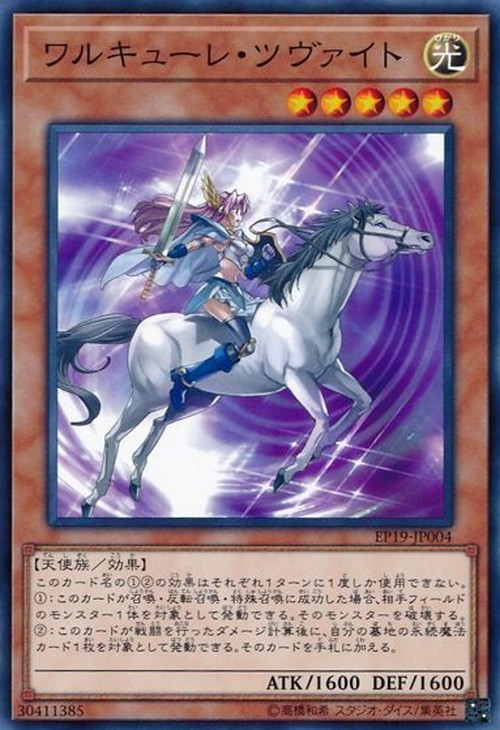 ワルキューレ・ツヴァイト
光
EP19-JP004
【天使族／効果】
このカード名の①②の効果はそれぞれ１ターンに１度しか使用できない。
①：このカードが召喚・反転召喚・特殊召喚に成功した場合、相手フィールド
のモンスター１体を対象として発動できる。そのモンスターを破壊する。
②：このカードが戦闘を行ったダメージ計算後に、自分の墓地の永続魔法
カード１枚を対象として発動できる。そのカードを手札に加える。
ATK/1600 DEF/1600
30411385
©高橋和希 スタジオ・ダイス/集英社